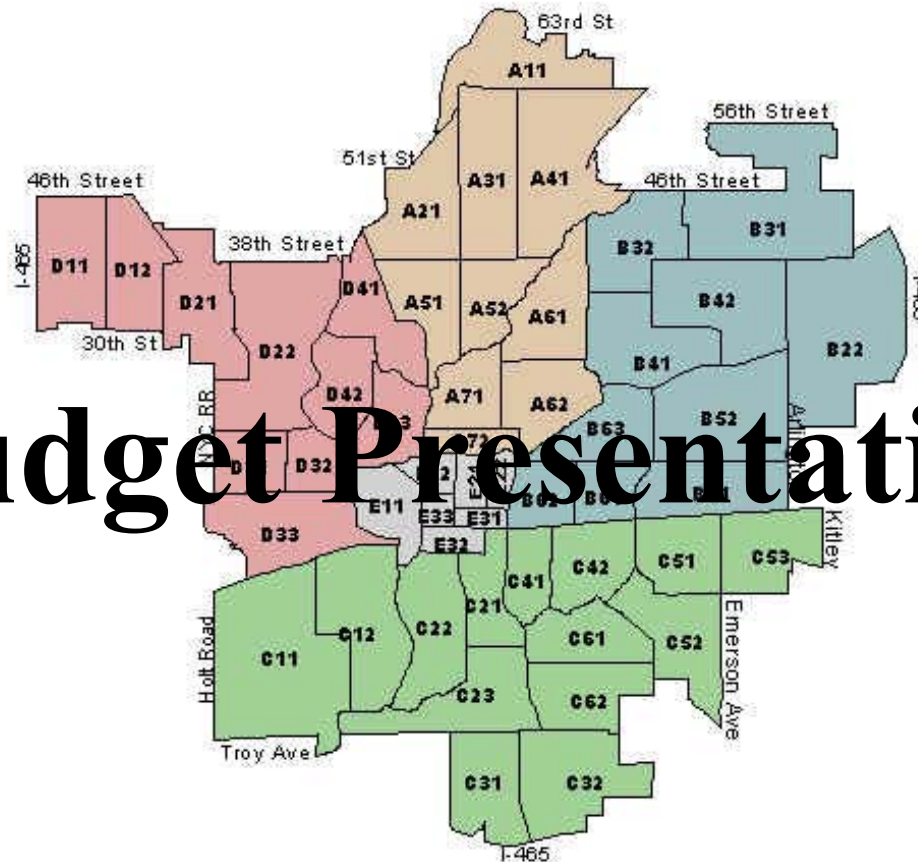 63rd St
A11
56th Street
51st St
A31
A41
46th Street
46th Street
A21
B31
38th Street
B32
D11
D12
I-465
D41
D21
A51
A52
A61
B42
30th St
D22
B41
B22
D42
A71
A62
B52
B63
udget Presentati
D32
E11
E33
E31
D33
E32
Kitley
C41
C42
C51
C53
C21
C22
C12
C61
C52
C11
Holt Road
Emerson Ave
C23
C62
Troy Ave
C31
C32
I-465